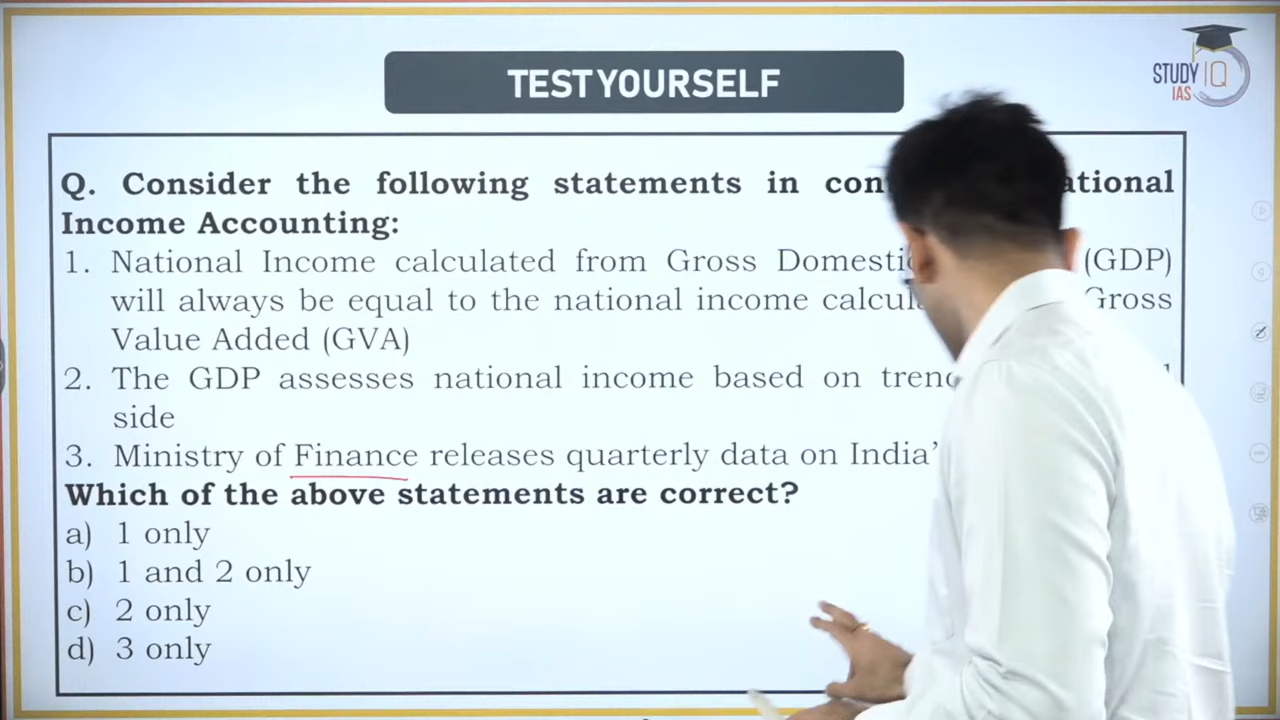 TEST YOURSELF
STUDY IQ
IAS
Q. Consider the following statements in con ational
Income Accounting:
1. National Income calculated from Gross Domesti (GDP)
will always be equal to the national income calcul Gross
Value Added (GVA)
2. The GDP assesses national income based on tren
side
3. Ministry of Finance releases quarterly data on India'
Which of the above statements are correct?
a) 1 only
b) 1 and 2 only
c) 2 only
d) 3 only